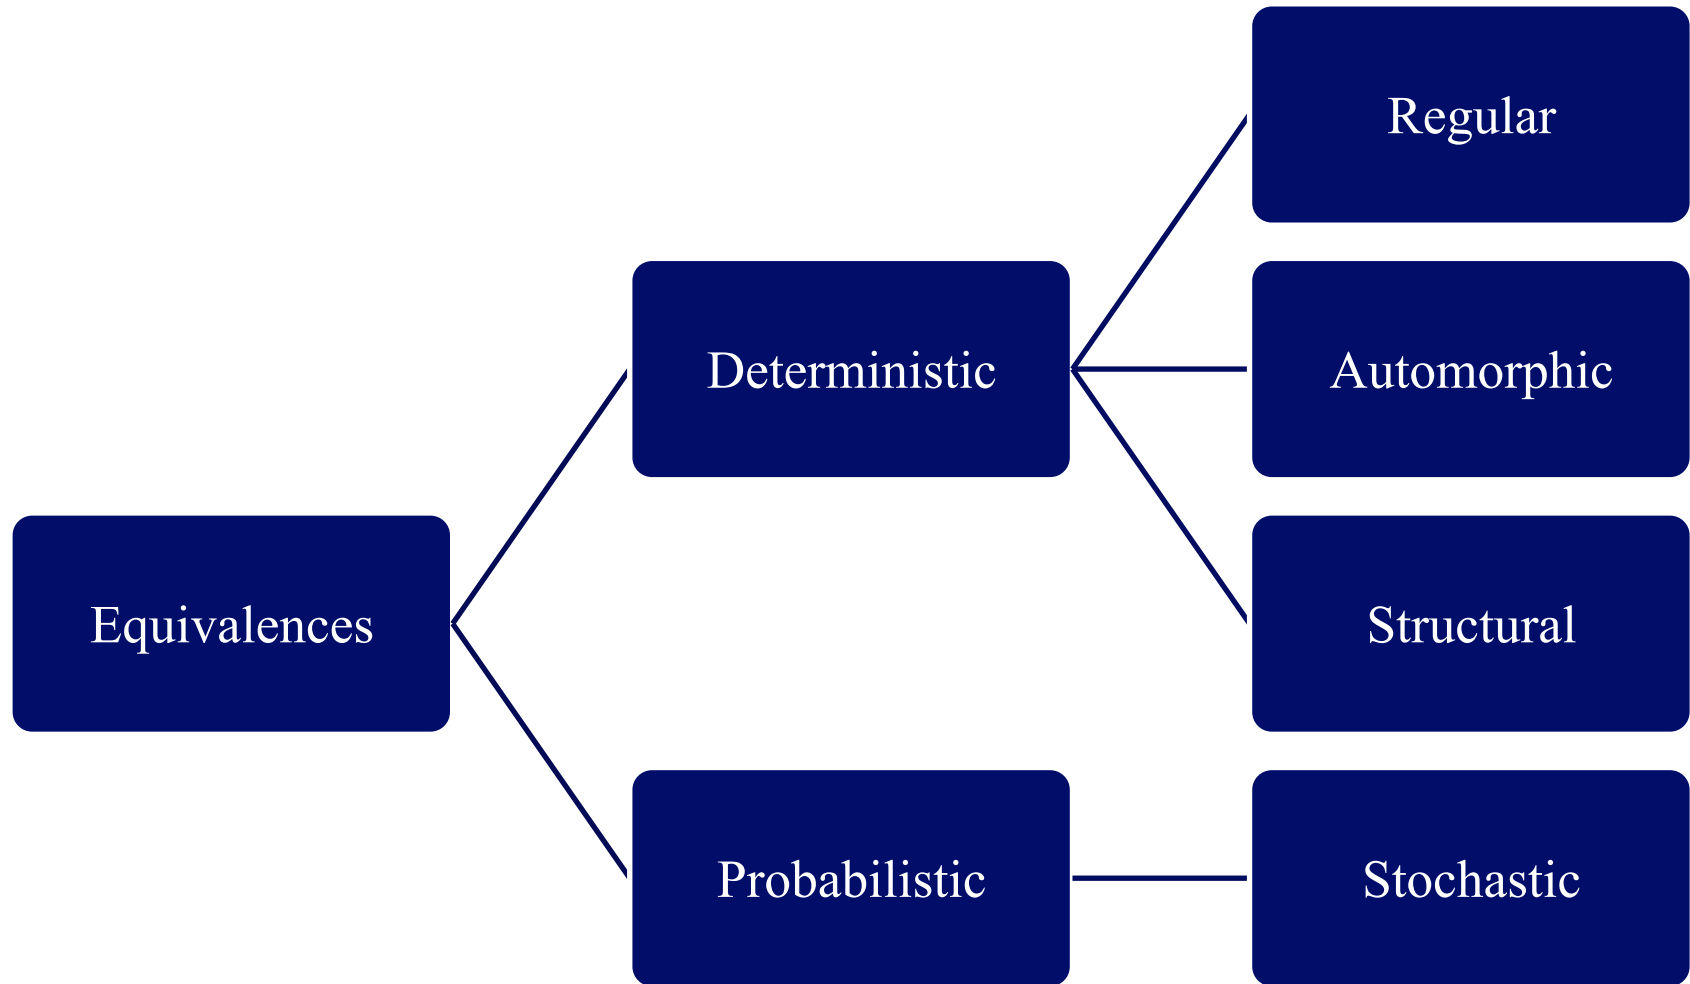 Regular
Deterministic
Automorphic
Equivalences
Structural
Probabilistic
Stochastic